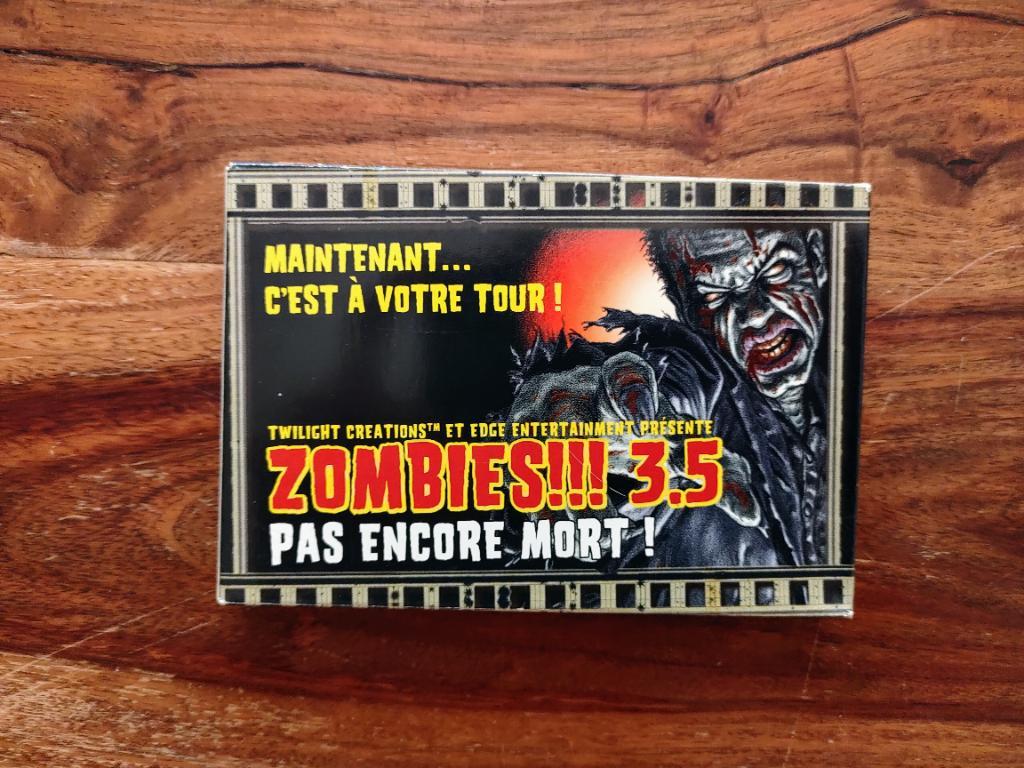 MAINTENANT...
C'EST À VOTRE TOUR !
TWILIGHT CREATIONS™ ET EDGE ENTERTAINMENT PRÉSENTE
ZOMBIES!!! 3.5
PAS ENCORE MORT !